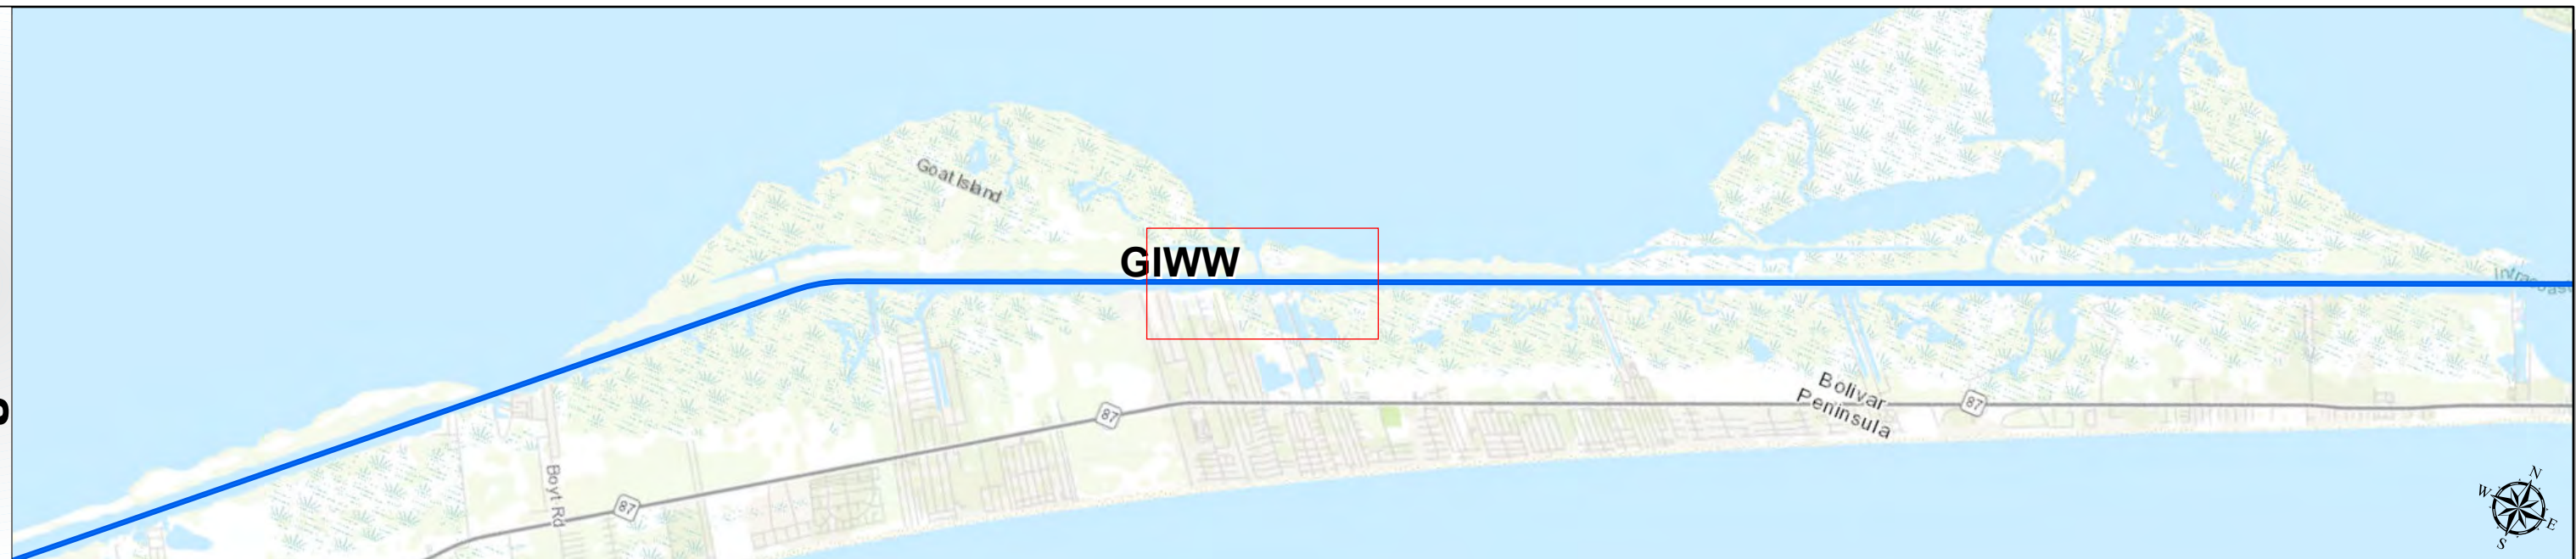 Goat Island
GIWW
87
Bolivar
Peninsula
87
Boyt Rd
87
N
W
E
S